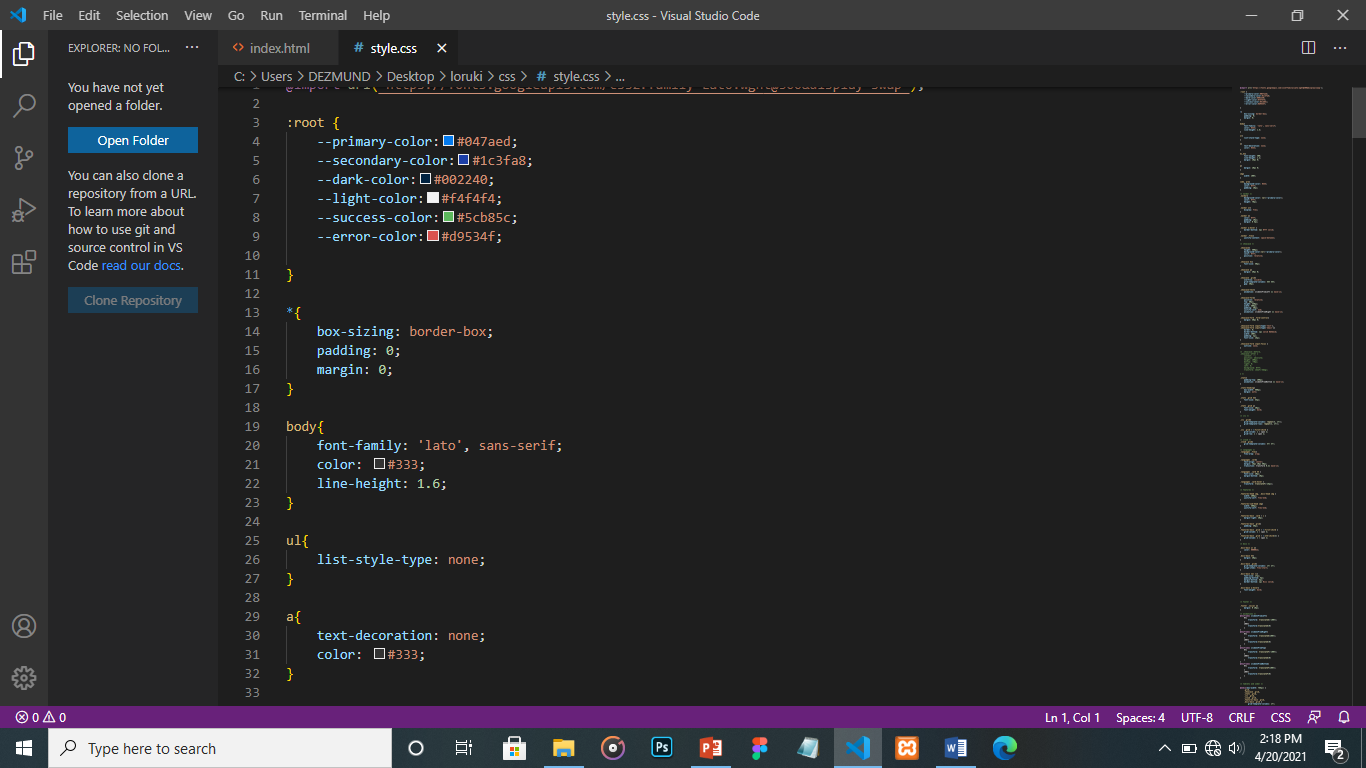 File Edit Selection View Go Run Terminal Help
style.css - Visual Studio Code
EXPLORER: NO FOL... ···
You have not yet
opened a folder.
Open Folder
You can also clone a
repository from a URL.
To learn more about
how to use git and
source control in VS
Code read our docs.
Clone Repository
index.html
# style.css
C: > Users > DEZMUND > Desktop > loruki > css > # style.css > ...
2
3 :root {
4 --primary-color: #047aed;
5 --secondary-color: #1c3fa8;
6 --dark-color: #002240;
7 --light-color: #f4f4f4;
8 --success-color: #5cb85c;
9 --error-color: #d9534f;
10
11 }
12
13 *{
14 box-sizing: border-box;
15 padding: 0;
16 margin: 0;
17 }
18
19 body{
20 font-family: 'lato', sans-serif;
21 color: #333;
22 line-height: 1.6;
23 }
24
25 ul{
26 list-style-type: none;
27 }
28
29 a{
30 text-decoration: none;
31 color: #333;
32 }
33
0 0
Ln 1, Col 1 Spaces: 4 UTF-8 CRLF CSS
Type here to search
Ps
2:18 PM
4/20/2021
2